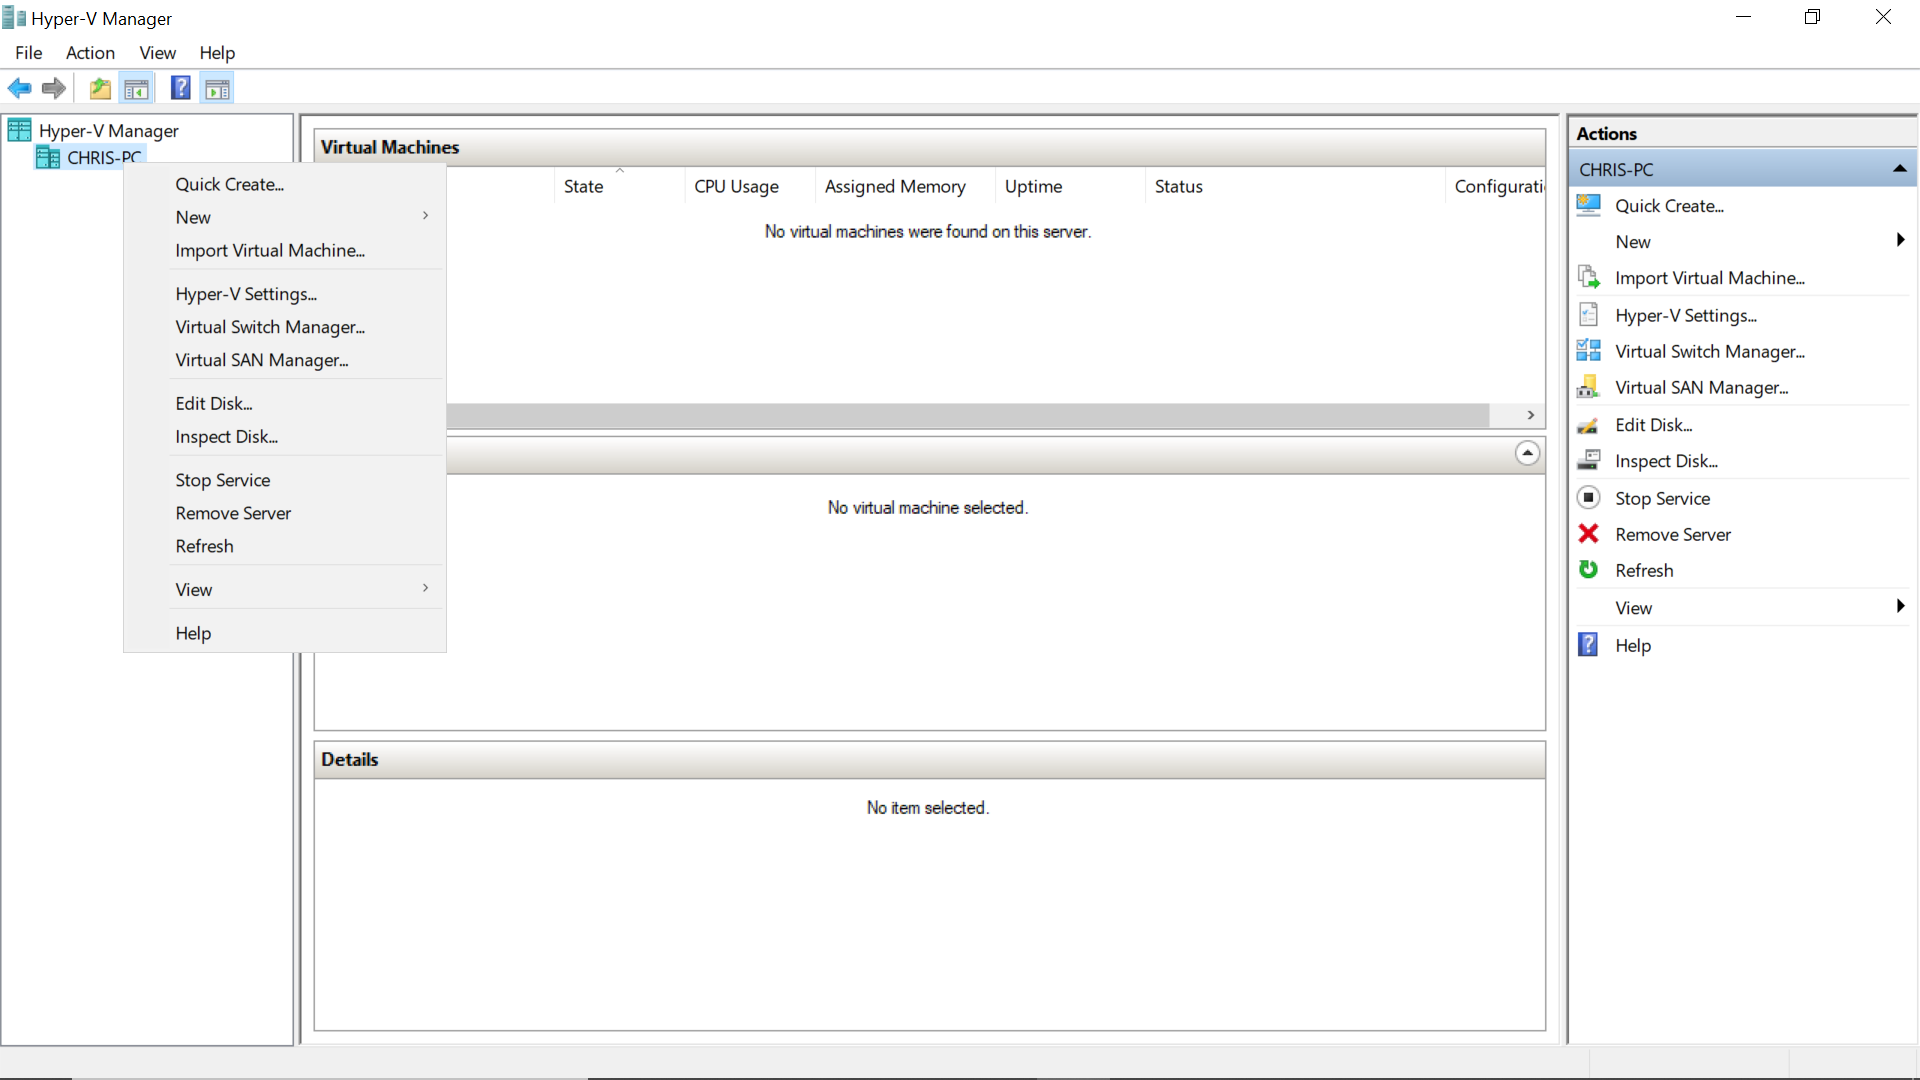 Hyper-V Manager
File Action View Help
Hyper-V Manager
CHRIS-PC
Quick Create...
New
Import Virtual Machine...
Hyper-V Settings...
Virtual Switch Manager...
Virtual SAN Manager...
Edit Disk...
Inspect Disk...
Stop Service
Remove Server
Refresh
View
Help
Virtual Machines
State CPU Usage Assigned Memory Uptime Status Configurati
No virtual machines were found on this server.
No virtual machine selected.
Details
No item selected.
Actions
CHRIS-PC
Quick Create...
New
Import Virtual Machine...
Hyper-V Settings...
Virtual Switch Manager...
Virtual SAN Manager...
Edit Disk...
Inspect Disk...
Stop Service
Remove Server
Refresh
View
Help